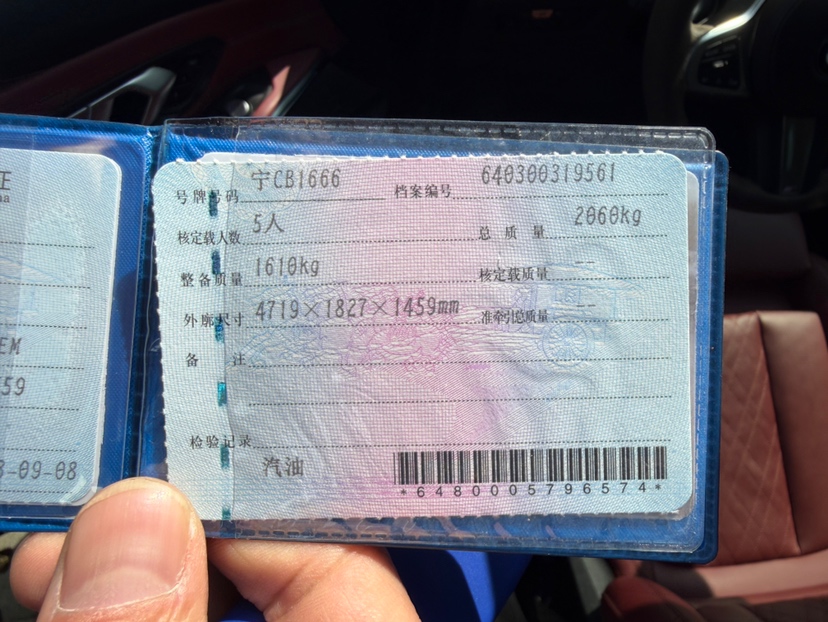 证
EM
59
3-09-08
号牌号码 宁CB1666 档案编号 640300319561
核定载人数 5人 总质量 2060kg
整备质量 1610kg 核定载质量 --
外廓尺寸 4719×1827×1459mm 准牵引总质量 --
备注
检验记录
汽油
*6480005796574*